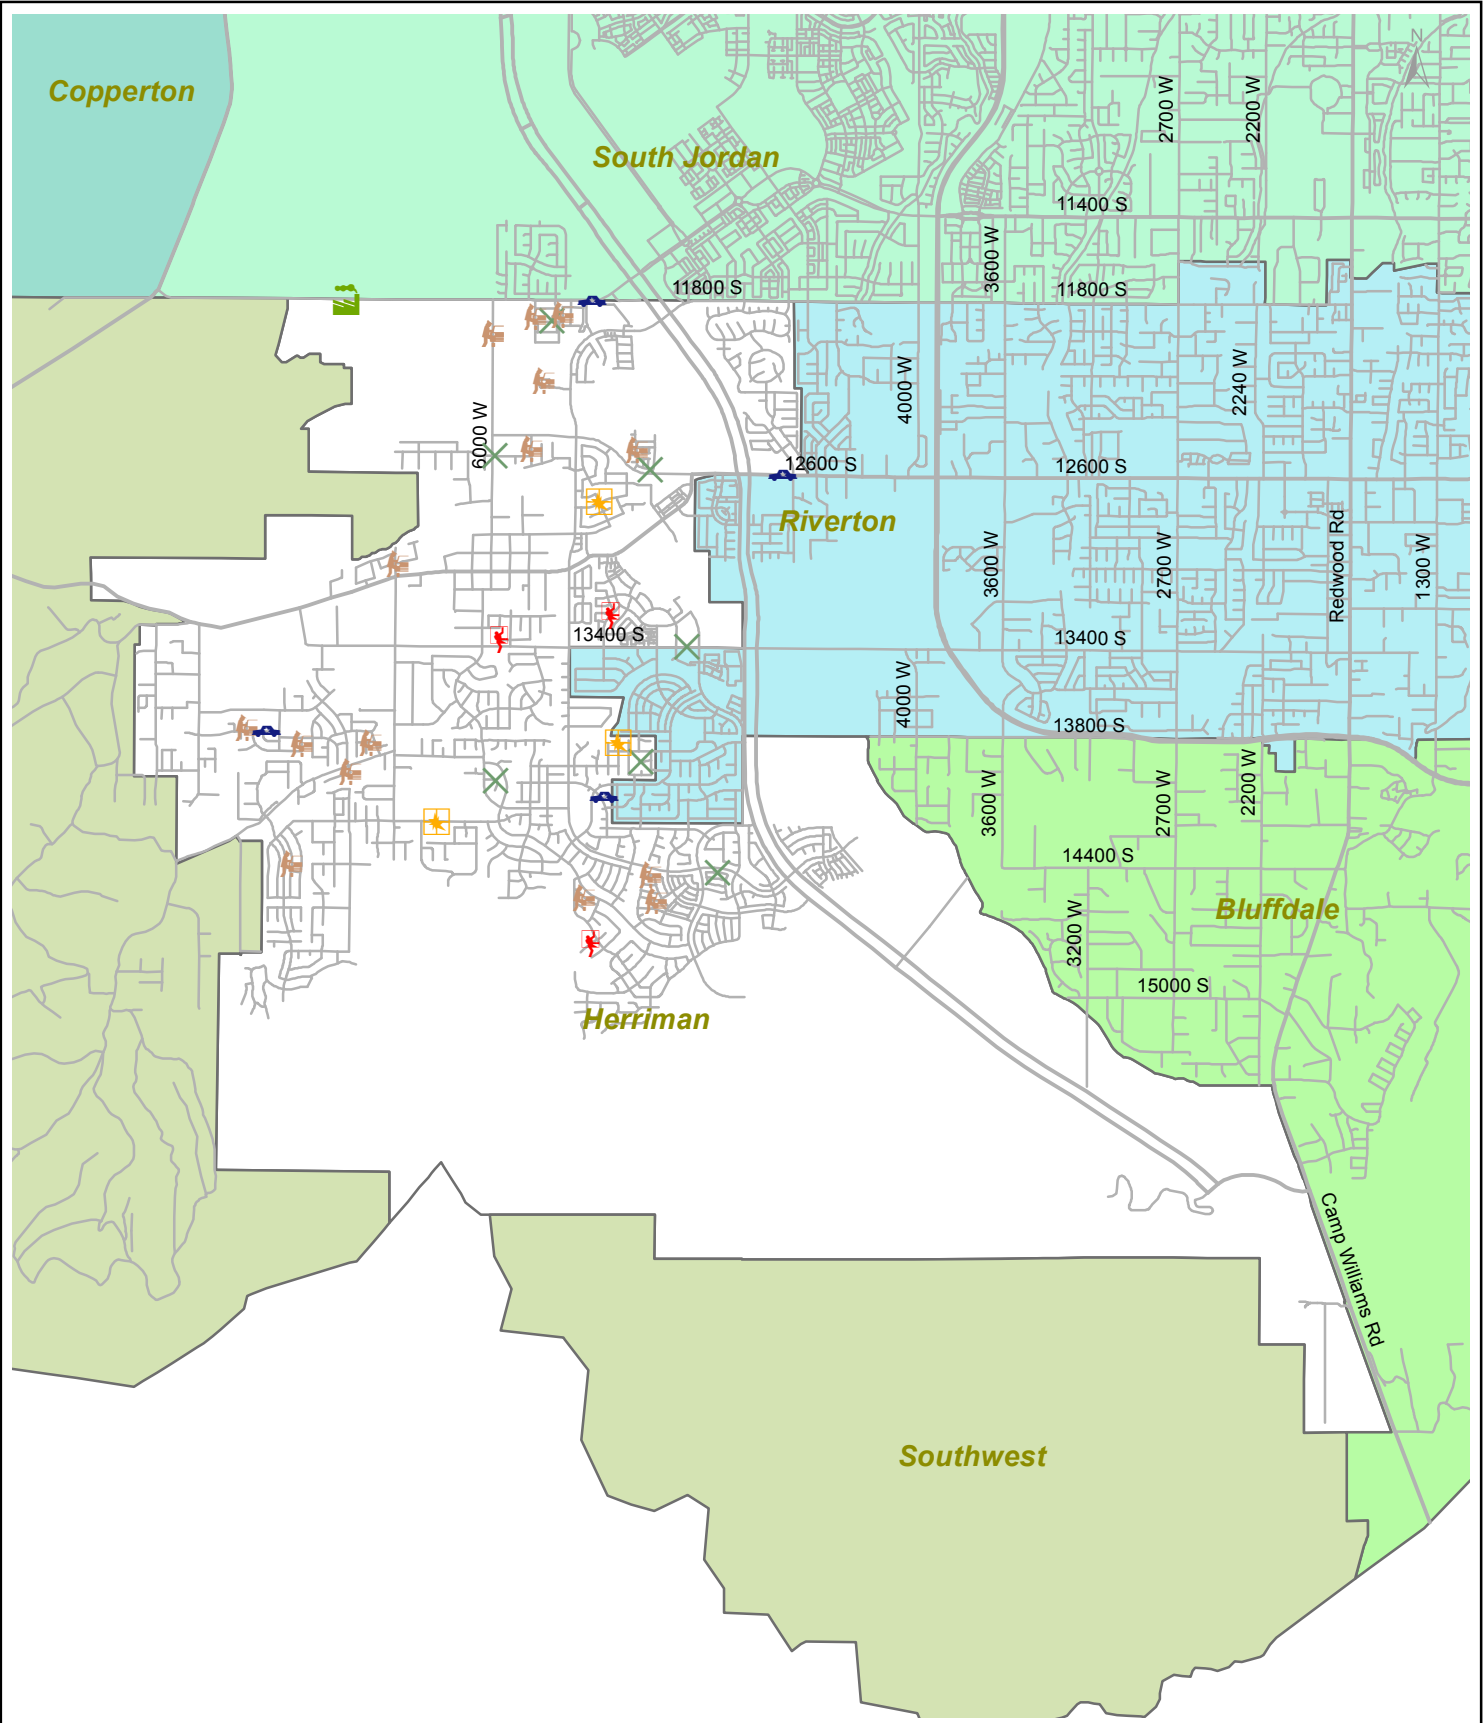 N
Copperton
2700 W
2200 W
South Jordan
11400 S
3600 W
11800 S
11800 S
4000 W
2240 W
6000 W
12600 S
12600 S
Riverton
Redwood Rd
3600 W
2700 W
1300 W
13400 S
13400 S
4000 W
13800 S
3600 W
2700 W
2200 W
14400 S
Bluffdale
3200 W
15000 S
Herriman
Camp Williams Rd
Southwest